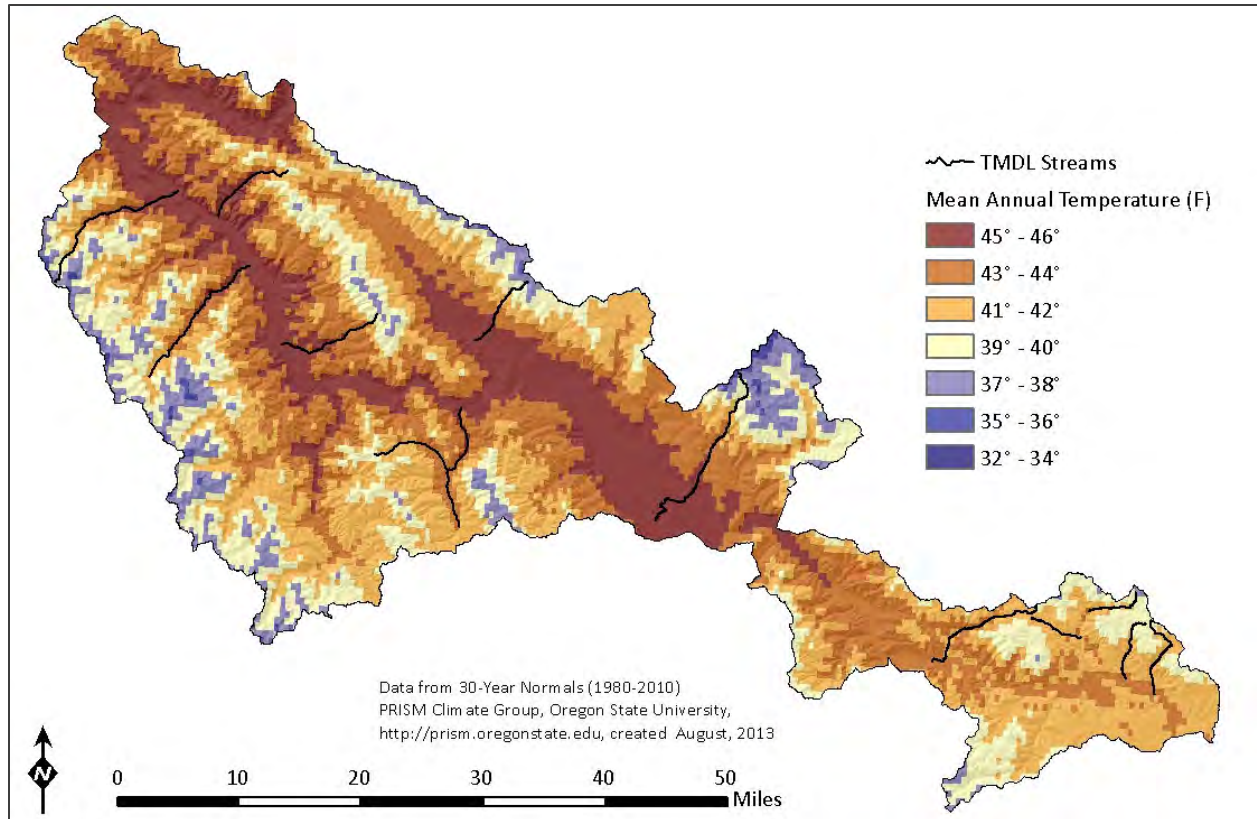 TMDL Streams
Mean Annual Temperature (F)
45° - 46°
43° - 44°
41° - 42°
39° - 40°
37° - 38°
35° - 36°
32° - 34°
Data from 30-Year Normals (1980-2010)
PRISM Climate Group, Oregon State University,
http://prism.oregonstate.edu, created August, 2013
N
0 10 20 30 40 50
Miles